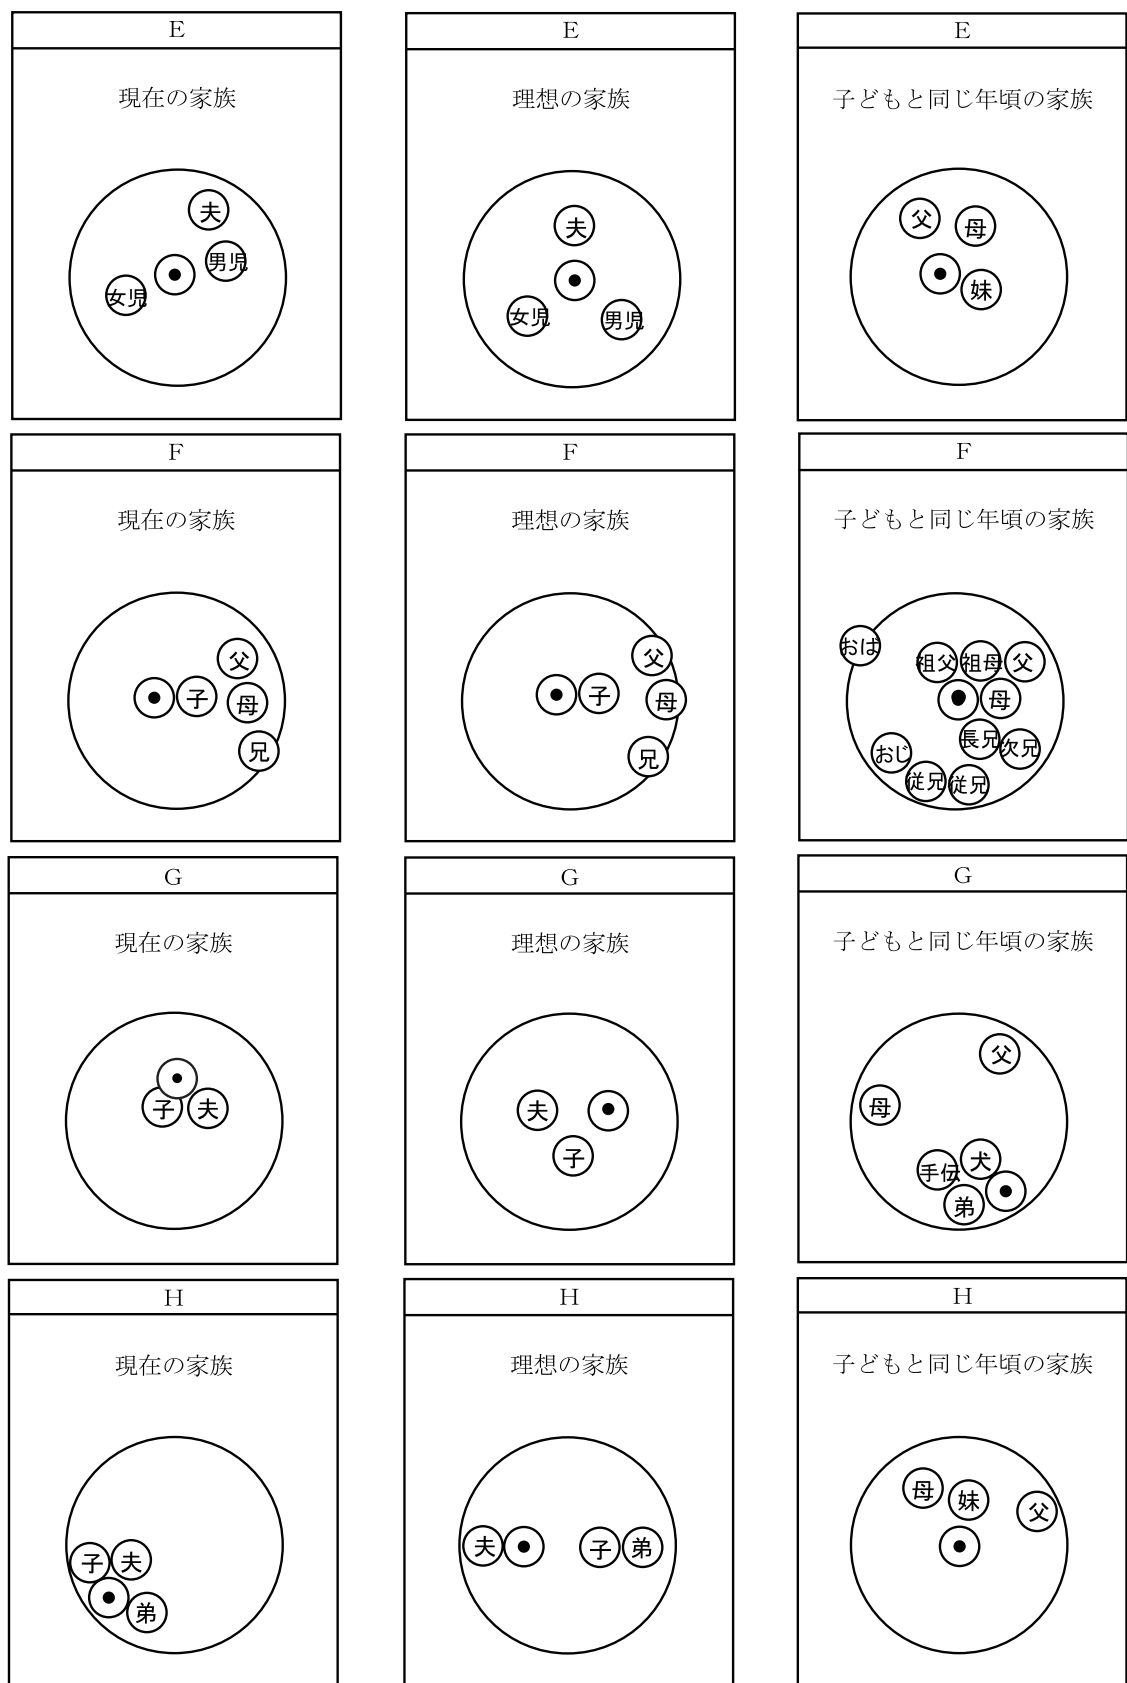 E
現在の家族
夫
男児
女児
E
理想の家族
夫
女児
男児
E
子どもと同じ年頃の家族
父
母
妹
F
現在の家族
父
子
母
兄
F
理想の家族
父
子
母
兄
F
子どもと同じ年頃の家族
おば
祖父
祖母
父
母
長兄
次兄
おじ
従兄
従兄
G
現在の家族
子
夫
G
理想の家族
夫
子
G
子どもと同じ年頃の家族
父
母
犬
手伝
弟
H
現在の家族
子
夫
弟
H
理想の家族
夫
子
弟
H
子どもと同じ年頃の家族
母
妹
父